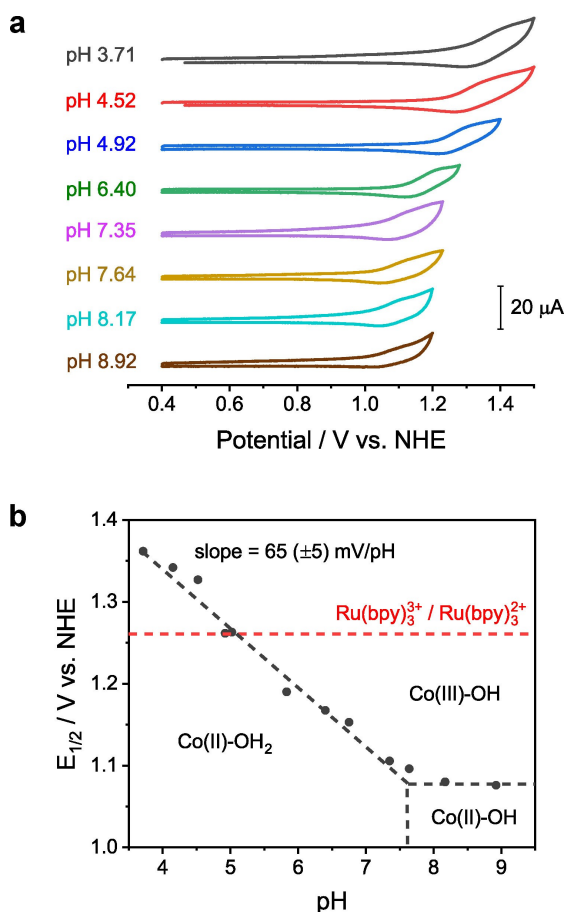 a
pH 3.71
pH 4.52
pH 4.92
pH 6.40
pH 7.35
pH 7.64
pH 8.17
pH 8.92
20 μA
0.4 0.6 0.8 1.0 1.2 1.4
Potential / V vs. NHE
b
1.4
1.3
1.2
1.1
1.0
E1/2 / V vs. NHE
slope = 65 (±5) mV/pH
Ru(bpy)₃³⁺ / Ru(bpy)₃²⁺
Co(III)-OH
Co(II)-OH₂
Co(II)-OH
4 5 6 7 8 9
pH